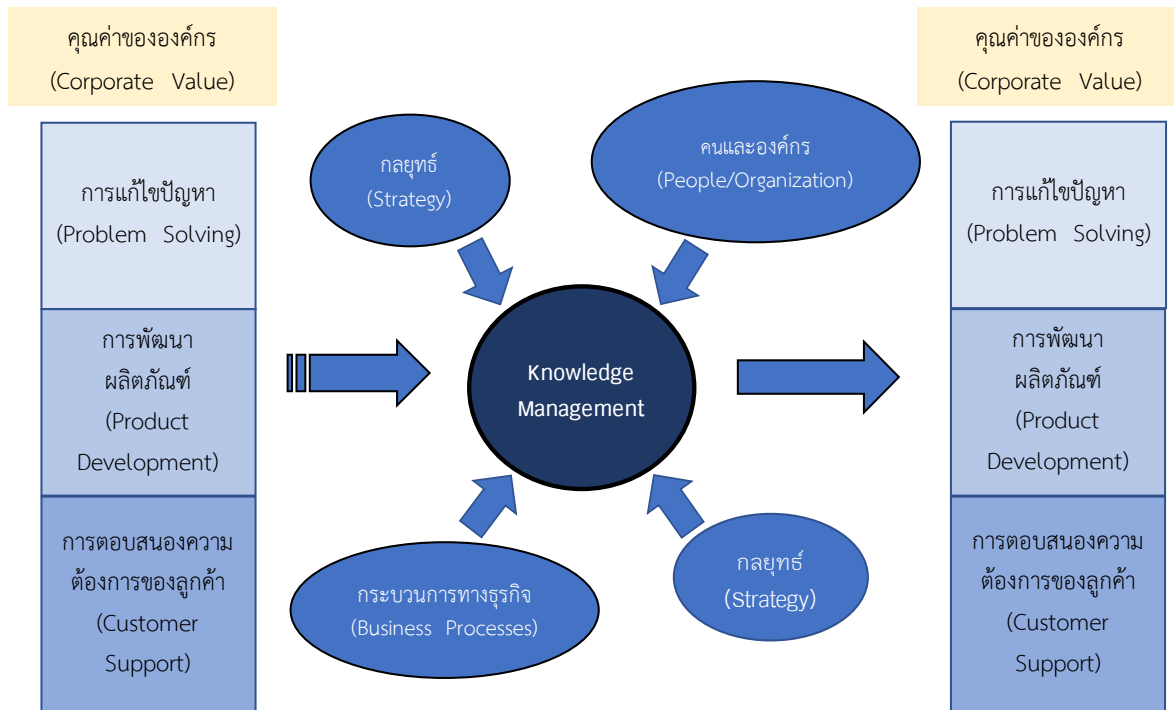 คุณค่าขององค์กร
(Corporate Value)
การแก้ไขปัญหา
(Problem Solving)
การพัฒนา
ผลิตภัณฑ์
(Product
Development)
การตอบสนองความ
ต้องการของลูกค้า
(Customer
Support)
กลยุทธ์
(Strategy)
คนและองค์กร
(People/Organization)
Knowledge
Management
กระบวนการทางธุรกิจ
(Business Processes)
กลยุทธ์
(Strategy)
คุณค่าขององค์กร
(Corporate Value)
การแก้ไขปัญหา
(Problem Solving)
การพัฒนา
ผลิตภัณฑ์
(Product
Development)
การตอบสนองความ
ต้องการของลูกค้า
(Customer
Support)